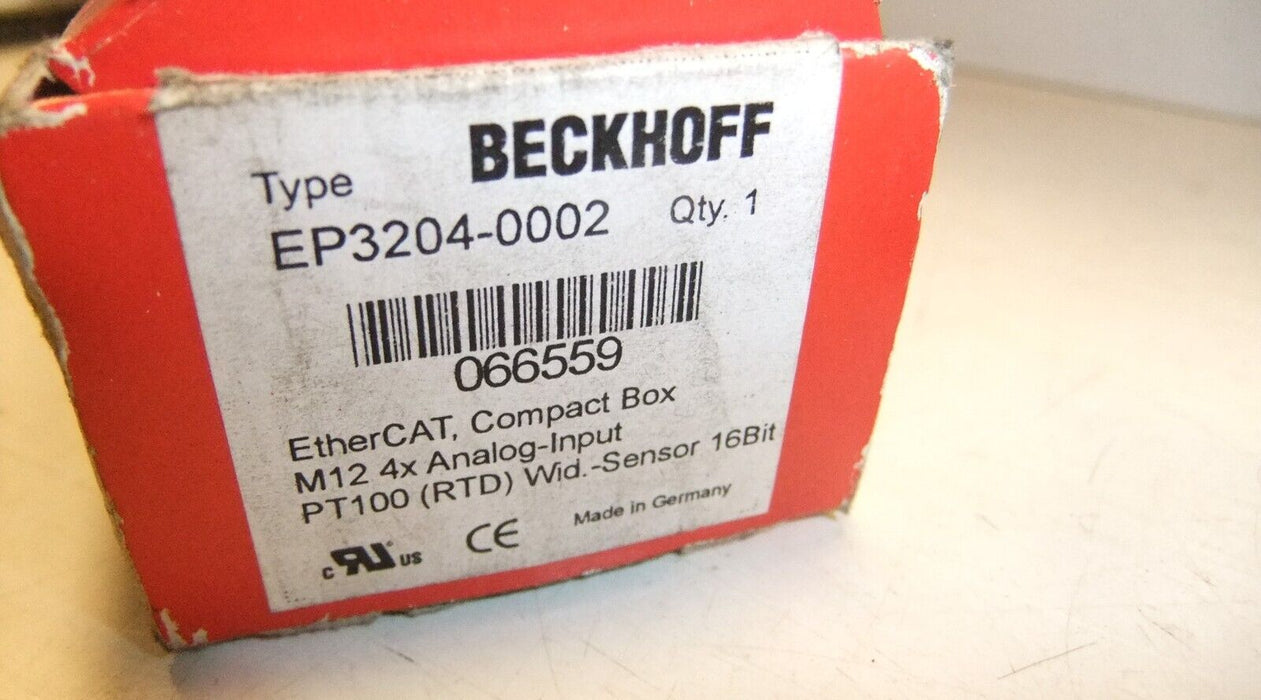 BECKHOFF
Type
EP3204-0002 Qty. 1
066559
EtherCAT, Compact Box
M12 4x Analog-Input
PT100 (RTD) Wid.-Sensor 16Bit
c RU US CE Made in Germany